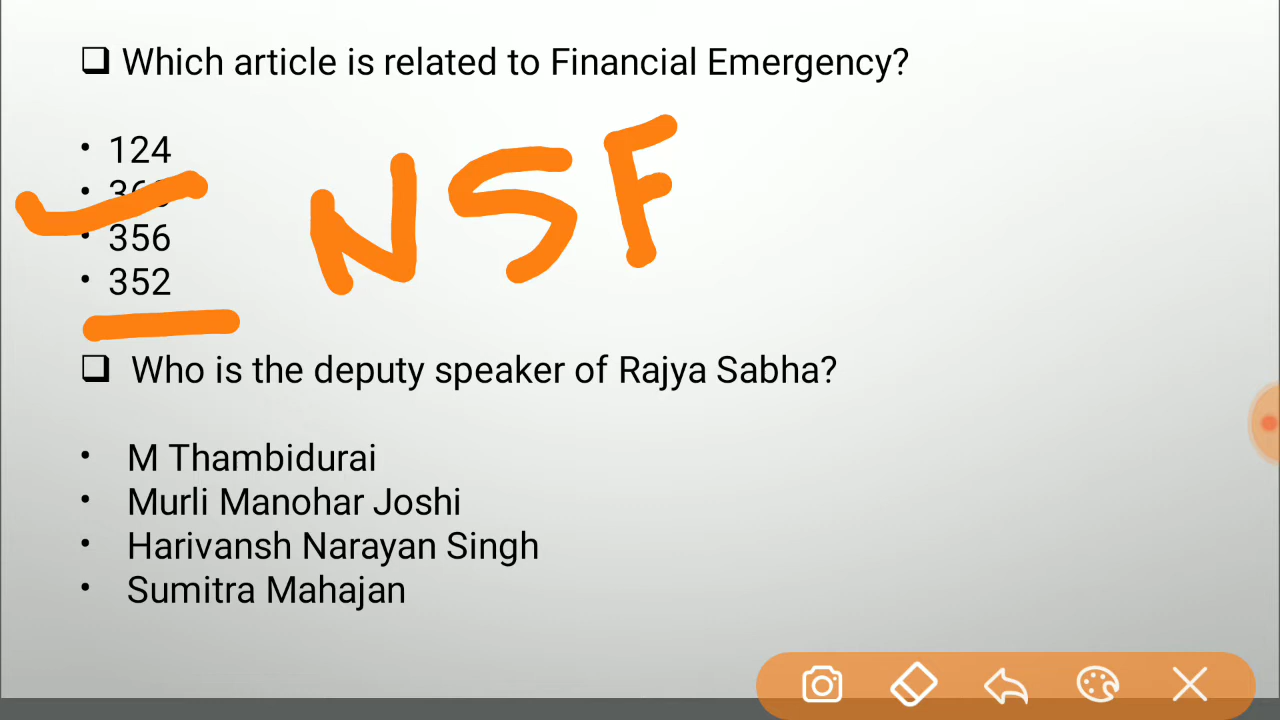 Which article is related to Financial Emergency?
124
360
356
352
NSF
Who is the deputy speaker of Rajya Sabha?
M Thambidurai
Murli Manohar Joshi
Harivansh Narayan Singh
Sumitra Mahajan